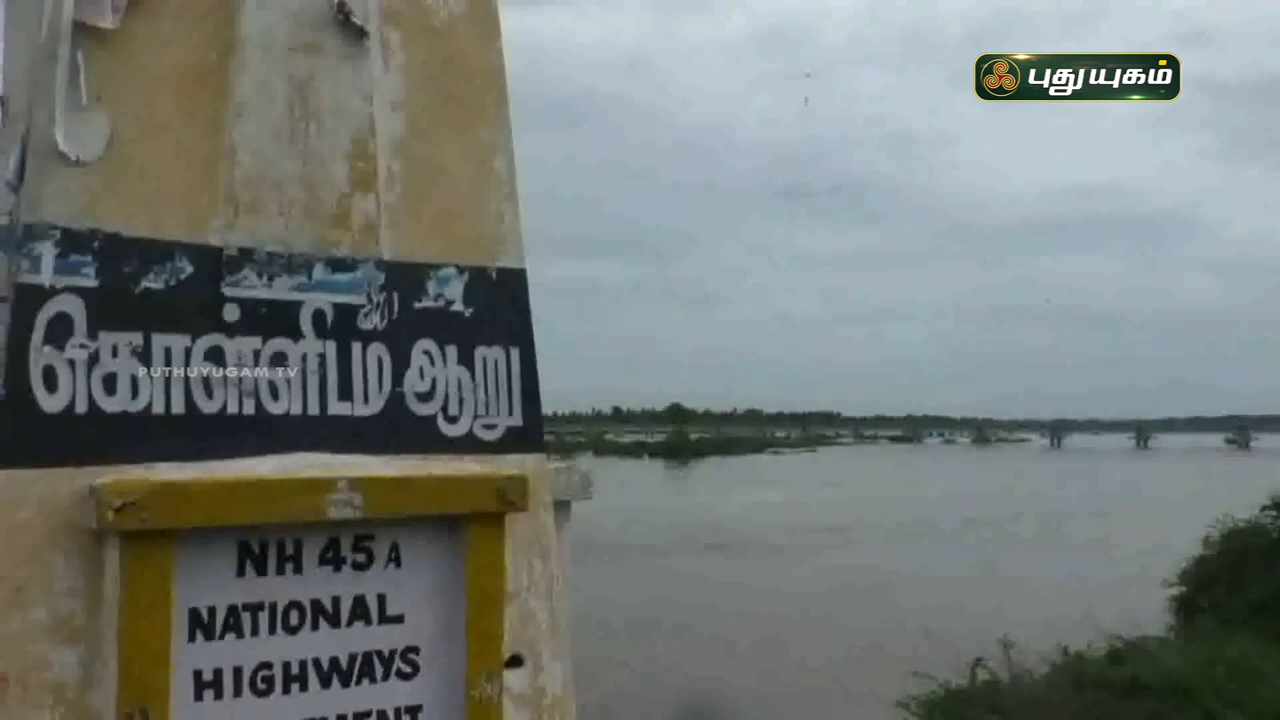 புதுயுகம்
கொள்ளிடம் ஆறு
PUTHUYUGAM TV
NH 45 A
NATIONAL
HIGHWAYS